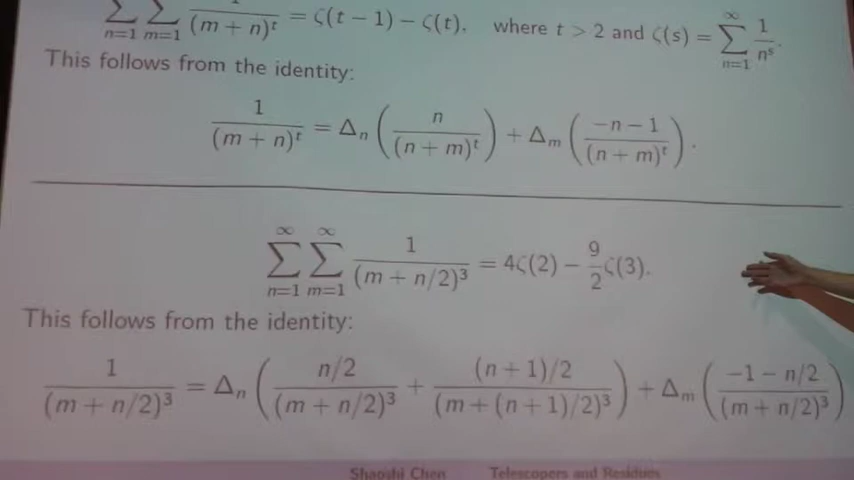 ∑_{n=1} ∑_{m=1} 1/(m + n)^t = ζ(t − 1) − ζ(t), where t > 2 and ζ(s) = ∑_{n=1}^{∞} 1/n^s.
This follows from the identity:
1/(m + n)^t = Δ_n ( n/(n + m)^t ) + Δ_m ( (−n − 1)/(n + m)^t ).
∑_{n=1}^{∞} ∑_{m=1}^{∞} 1/(m + n/2)^3 = 4ζ(2) − 9/2 ζ(3).
This follows from the identity:
1/(m + n/2)^3 = Δ_n ( (n/2)/(m + n/2)^3 + ((n + 1)/2)/(m + (n + 1)/2)^3 ) + Δ_m ( (−1 − n/2)/(m + n/2)^3 )
Shaoshi Chen Telescopers and Residues